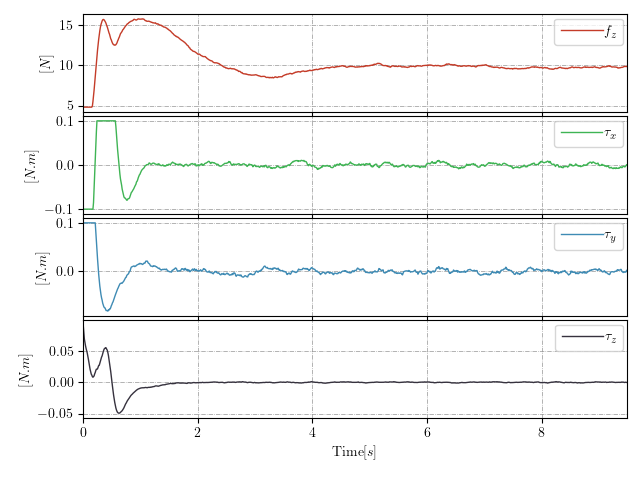 15
10
5
[N]
f_z
0.1
0.0
−0.1
[N.m]
τ_x
0.1
0.0
[N.m]
τ_y
0.05
0.00
−0.05
[N.m]
τ_z
0 2 4 6 8
Time[s]